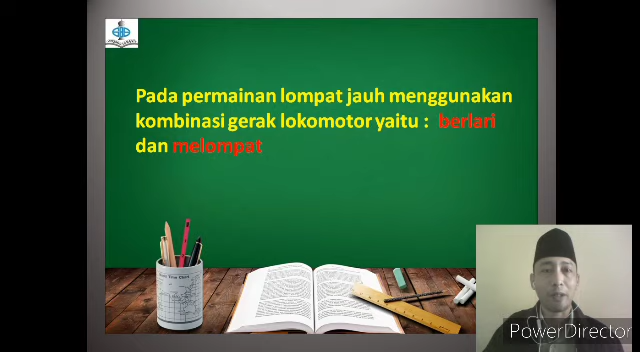 Pada permainan lompat jauh menggunakan
kombinasi gerak lokomotor yaitu : berlari
dan melompat
PowerDirector